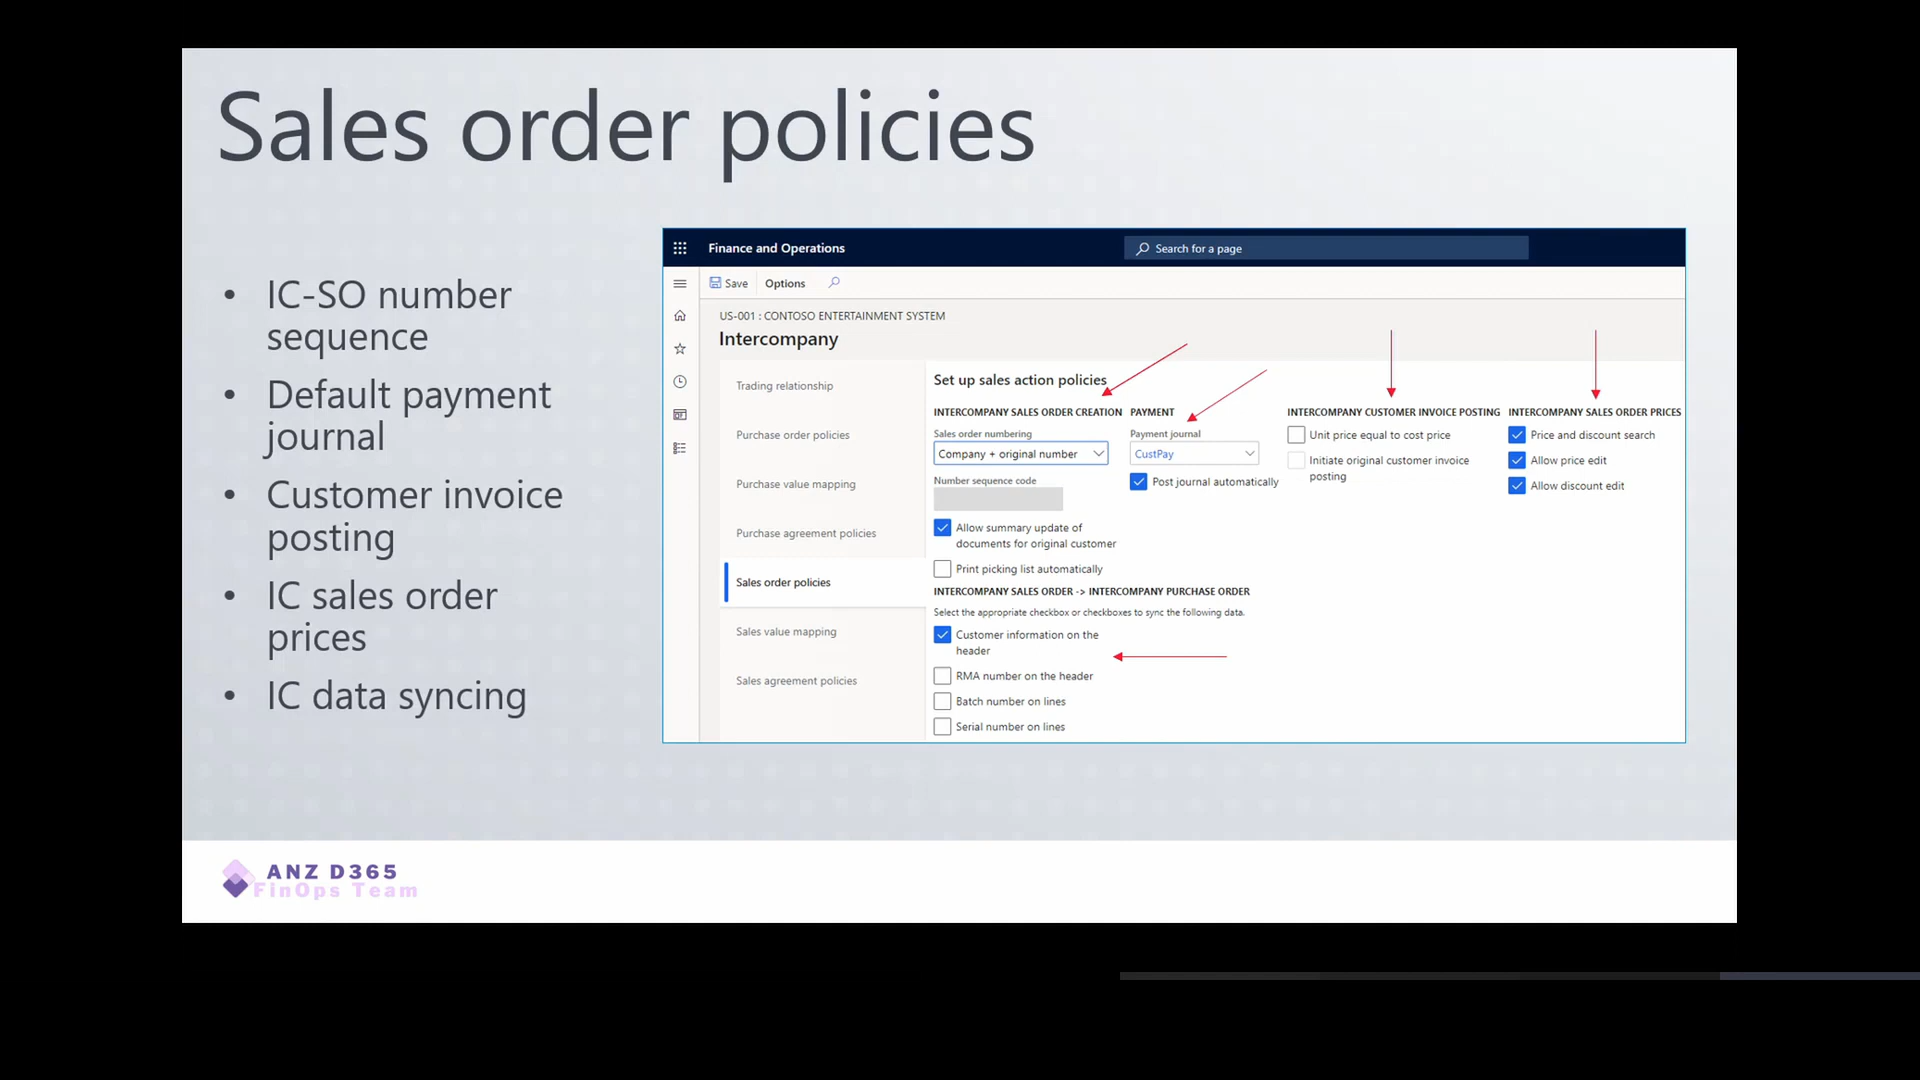 Sales order policies
• IC-SO number
sequence
• Default payment
journal
• Customer invoice
posting
• IC sales order
prices
• IC data syncing
Finance and Operations
Search for a page
Save
Options
US-001 : CONTOSO ENTERTAINMENT SYSTEM
Intercompany
Trading relationship
Purchase order policies
Purchase value mapping
Purchase agreement policies
Sales order policies
Sales value mapping
Sales agreement policies
Set up sales action policies
INTERCOMPANY SALES ORDER CREATION
Sales order numbering
Company + original number
Number sequence code
Allow summary update of
documents for original customer
Print picking list automatically
INTERCOMPANY SALES ORDER -> INTERCOMPANY PURCHASE ORDER
Select the appropriate checkbox or checkboxes to sync the following data.
Customer information on the
header
RMA number on the header
Batch number on lines
Serial number on lines
PAYMENT
Payment journal
CustPay
Post journal automatically
INTERCOMPANY CUSTOMER INVOICE POSTING
Unit price equal to cost price
Initiate original customer invoice
posting
INTERCOMPANY SALES ORDER PRICES
Price and discount search
Allow price edit
Allow discount edit
ANZ D365
FinOps Team